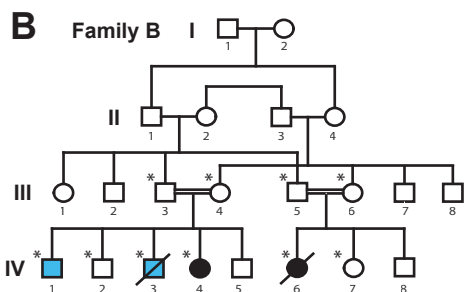 B Family B I
1 2
II
1 2 3 4
* * * *
III
1 2 3 4 5 6 7 8
* * * * * *
IV
1 2 3 4 5 6 7 8